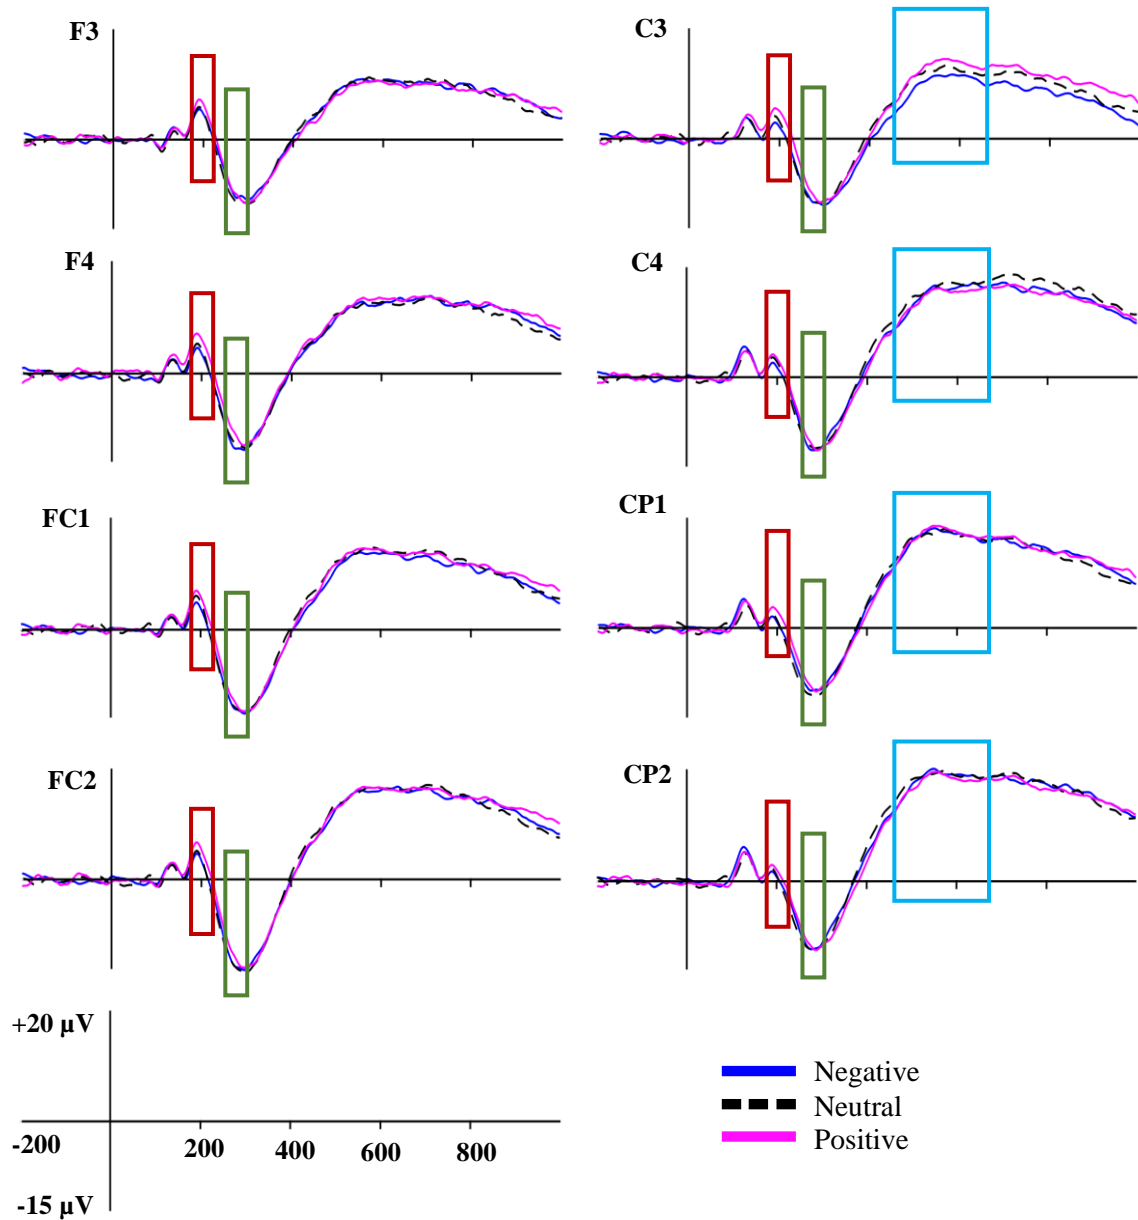 F3
C3
F4
C4
FC1
CP1
FC2
CP2
+20 µV
-200
200
400
600
800
-15 µV
Negative
Neutral
Positive